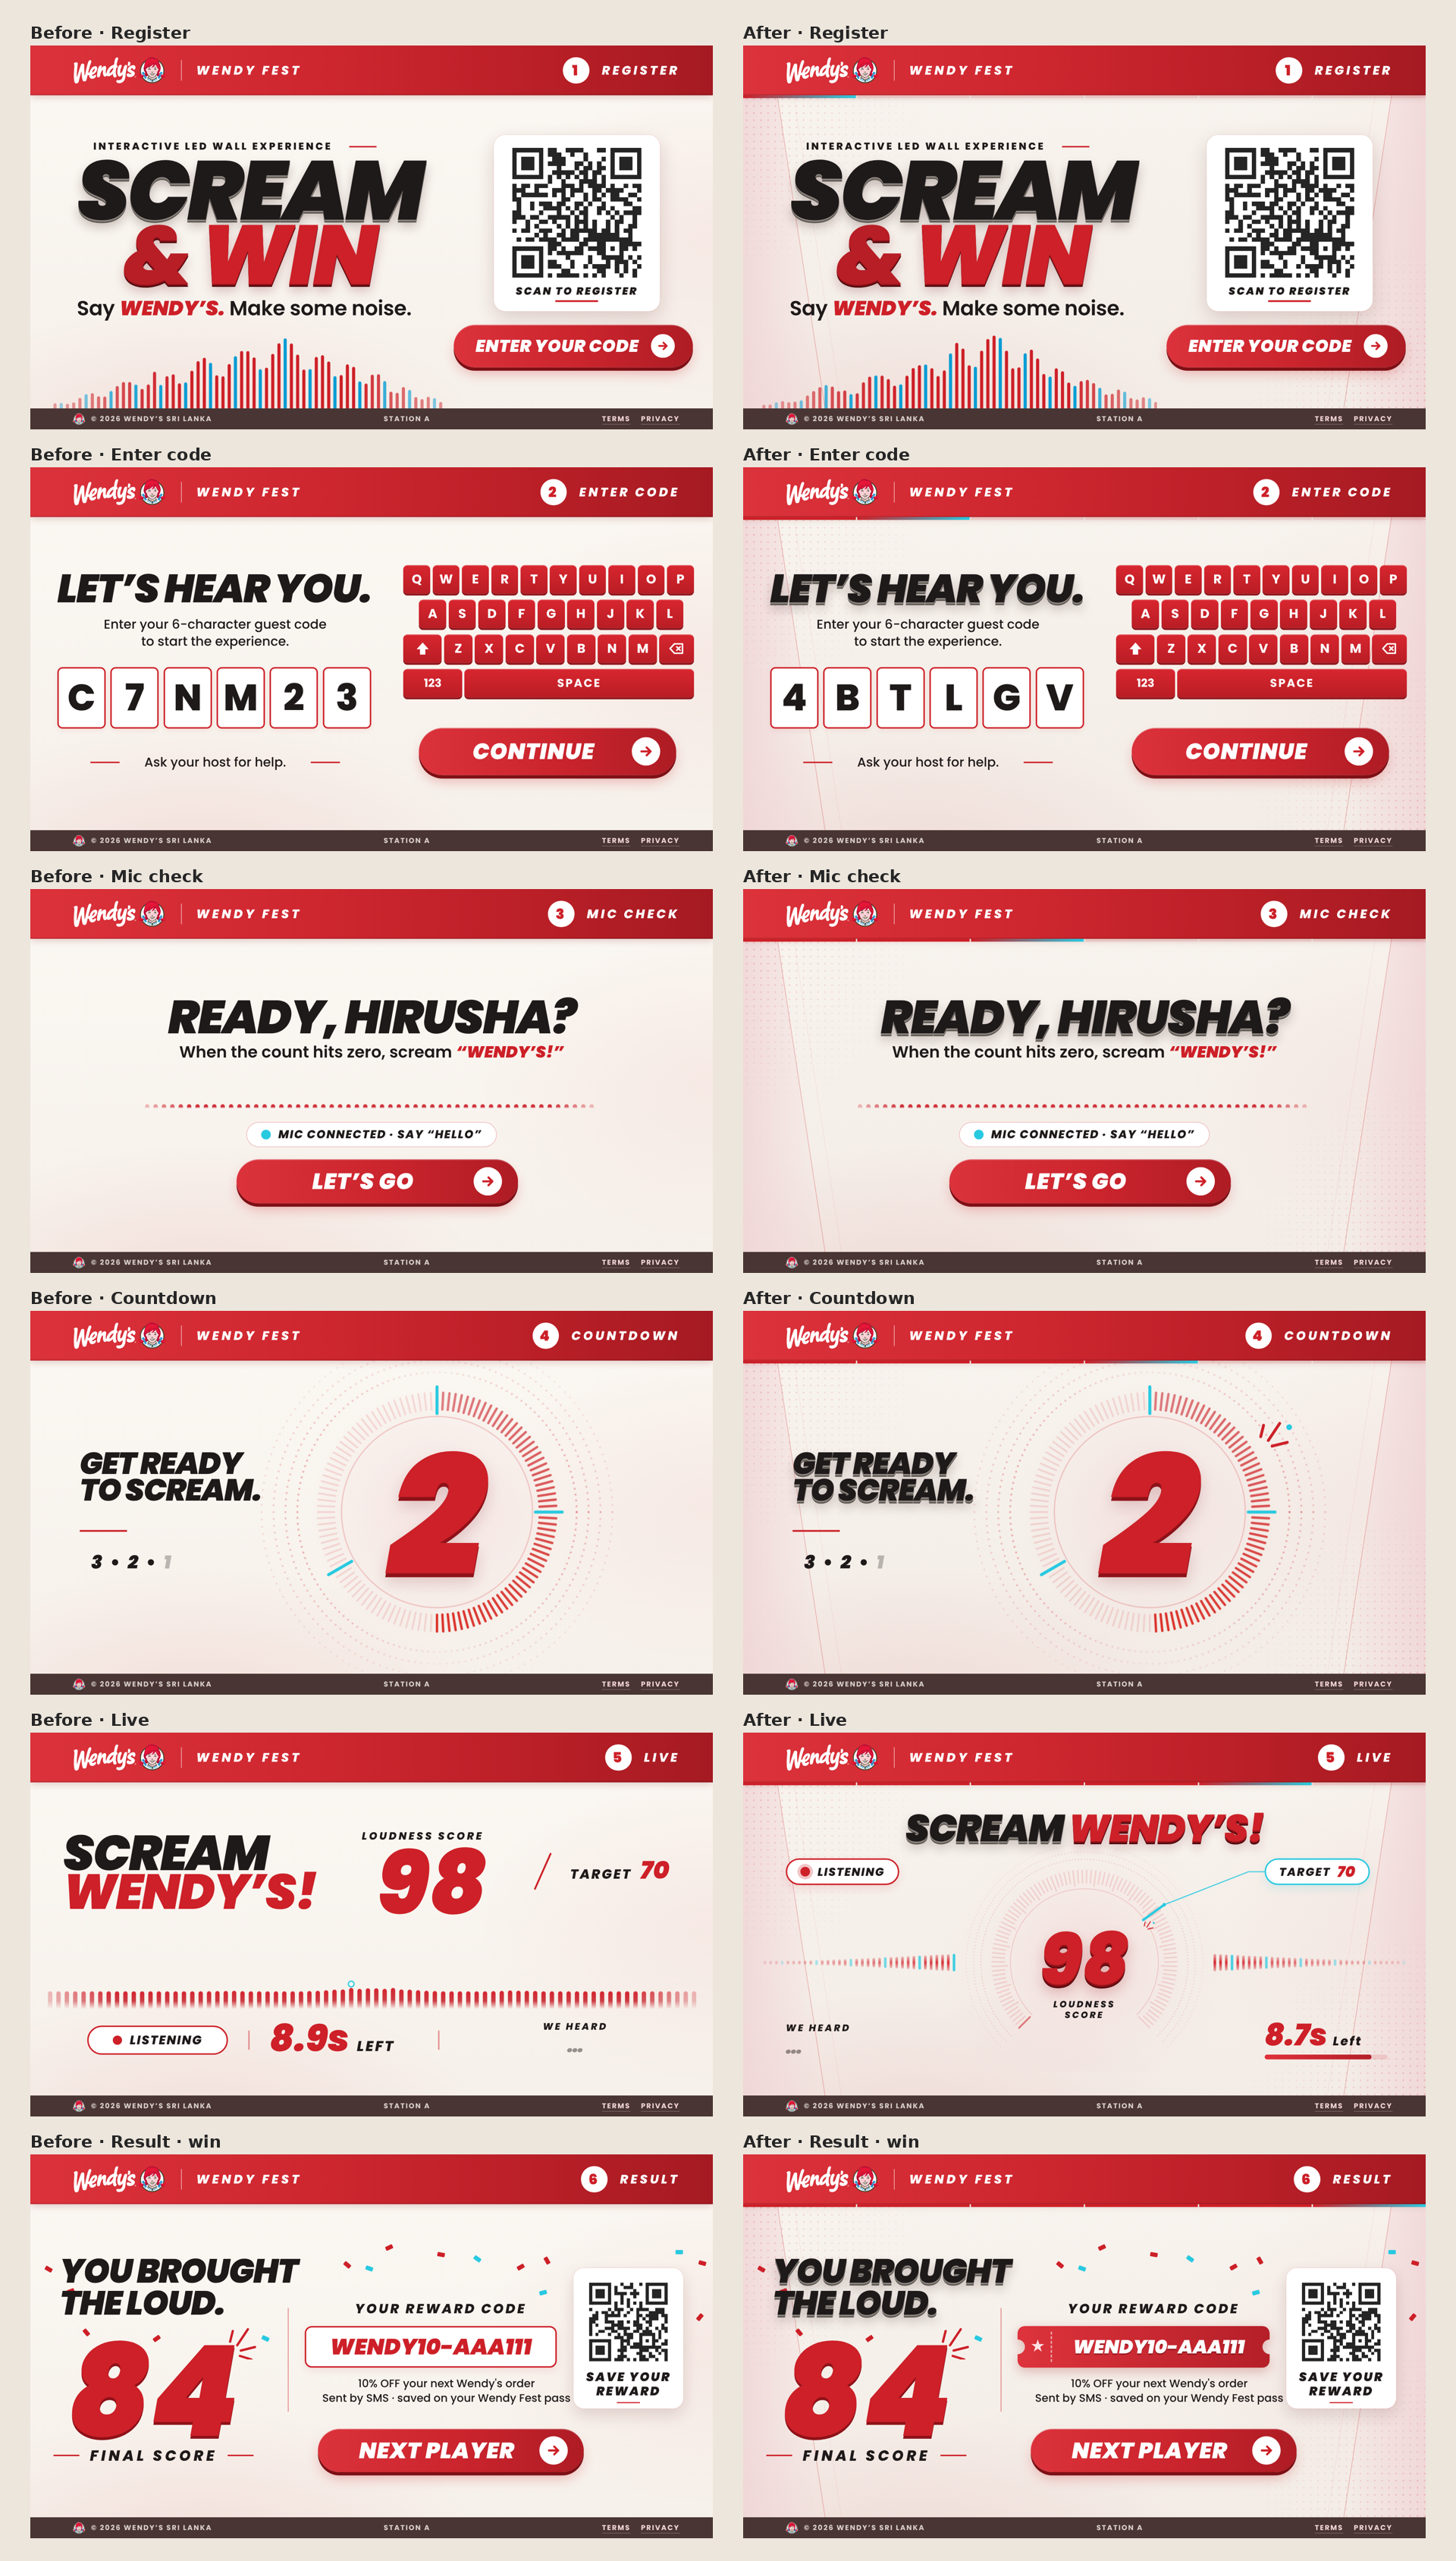 Before · Register
Wendy's WENDY FEST 1 REGISTER
INTERACTIVE LED WALL EXPERIENCE
SCREAM
& WIN
Say WENDY'S. Make some noise.
SCAN TO REGISTER
ENTER YOUR CODE
© 2026 WENDY'S SRI LANKA STATION A TERMS PRIVACY
After · Register
Wendy's WENDY FEST 1 REGISTER
INTERACTIVE LED WALL EXPERIENCE
SCREAM
& WIN
Say WENDY'S. Make some noise.
SCAN TO REGISTER
ENTER YOUR CODE
© 2026 WENDY'S SRI LANKA STATION A TERMS PRIVACY
Before · Enter code
Wendy's WENDY FEST 2 ENTER CODE
LET'S HEAR YOU.
Enter your 6-character guest code
to start the experience.
C 7 N M 2 3
Ask your host for help.
Q W E R T Y U I O P
A S D F G H J K L
Z X C V B N M
123 SPACE
CONTINUE
© 2026 WENDY'S SRI LANKA STATION A TERMS PRIVACY
After · Enter code
Wendy's WENDY FEST 2 ENTER CODE
LET'S HEAR YOU.
Enter your 6-character guest code
to start the experience.
4 B T L G V
Ask your host for help.
Q W E R T Y U I O P
A S D F G H J K L
Z X C V B N M
123 SPACE
CONTINUE
© 2026 WENDY'S SRI LANKA STATION A TERMS PRIVACY
Before · Mic check
Wendy's WENDY FEST 3 MIC CHECK
READY, HIRUSHA?
When the count hits zero, scream “WENDY'S!”
MIC CONNECTED · SAY “HELLO”
LET'S GO
© 2026 WENDY'S SRI LANKA STATION A TERMS PRIVACY
After · Mic check
Wendy's WENDY FEST 3 MIC CHECK
READY, HIRUSHA?
When the count hits zero, scream “WENDY'S!”
MIC CONNECTED · SAY “HELLO”
LET'S GO
© 2026 WENDY'S SRI LANKA STATION A TERMS PRIVACY
Before · Countdown
Wendy's WENDY FEST 4 COUNTDOWN
GET READY
TO SCREAM.
3 • 2 • 1
2
© 2026 WENDY'S SRI LANKA STATION A TERMS PRIVACY
After · Countdown
Wendy's WENDY FEST 4 COUNTDOWN
GET READY
TO SCREAM.
3 • 2 • 1
2
© 2026 WENDY'S SRI LANKA STATION A TERMS PRIVACY
Before · Live
Wendy's WENDY FEST 5 LIVE
SCREAM
WENDY'S!
LOUDNESS SCORE
98
TARGET 70
LISTENING
8.9s LEFT
WE HEARD
•••
© 2026 WENDY'S SRI LANKA STATION A TERMS PRIVACY
After · Live
Wendy's WENDY FEST 5 LIVE
SCREAM WENDY'S!
LISTENING
TARGET 70
98
LOUDNESS
SCORE
WE HEARD
•••
8.7s Left
© 2026 WENDY'S SRI LANKA STATION A TERMS PRIVACY
Before · Result · win
Wendy's WENDY FEST 6 RESULT
YOU BROUGHT
THE LOUD.
84
FINAL SCORE
YOUR REWARD CODE
WENDY10-AAA111
10% OFF your next Wendy's order
Sent by SMS · saved on your Wendy Fest pass
SAVE YOUR
REWARD
NEXT PLAYER
© 2026 WENDY'S SRI LANKA STATION A TERMS PRIVACY
After · Result · win
Wendy's WENDY FEST 6 RESULT
YOU BROUGHT
THE LOUD.
84
FINAL SCORE
YOUR REWARD CODE
WENDY10-AAA111
10% OFF your next Wendy's order
Sent by SMS · saved on your Wendy Fest pass
SAVE YOUR
REWARD
NEXT PLAYER
© 2026 WENDY'S SRI LANKA STATION A TERMS PRIVACY